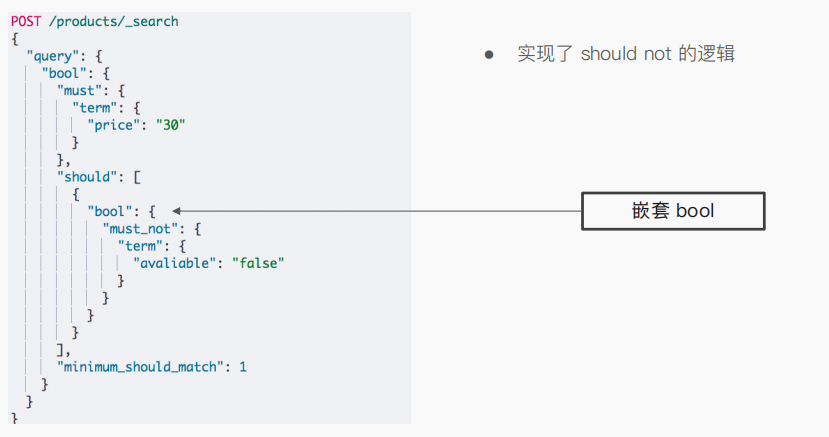 POST /products/_search
{
  "query": {
    "bool": {
      "must": {
        "term": {
          "price": "30"
        }
      },
      "should": [
        {
          "bool": {
            "must_not": {
              "term": {
                "avaliable": "false"
              }
            }
          }
        }
      ],
      "minimum_should_match": 1
    }
  }
}
● 实现了 should not 的逻辑
嵌套 bool